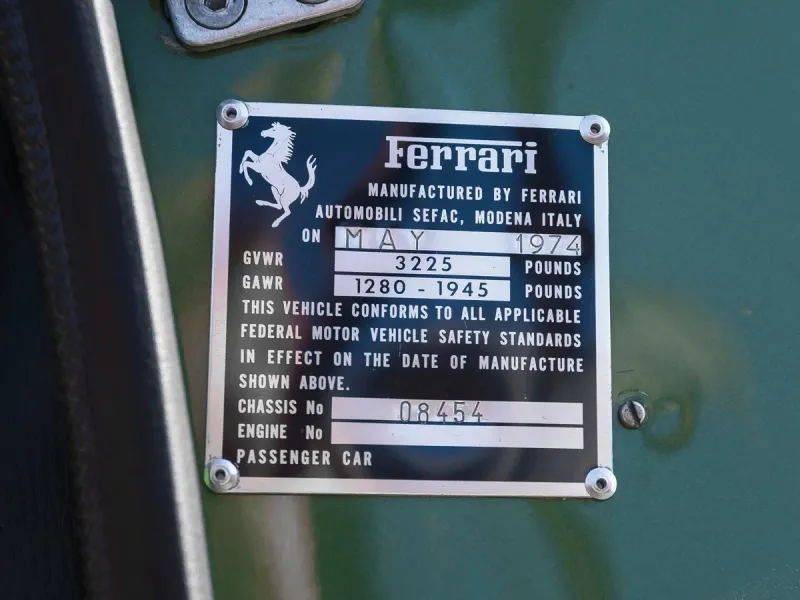 Ferrari
MANUFACTURED BY FERRARI
AUTOMOBILI SEFAC, MODENA ITALY
ON MAY 1974
GVWR 3225 POUNDS
GAWR 1280 - 1945 POUNDS
THIS VEHICLE CONFORMS TO ALL APPLICABLE
FEDERAL MOTOR VEHICLE SAFETY STANDARDS
IN EFFECT ON THE DATE OF MANUFACTURE
SHOWN ABOVE.
CHASSIS No 08454
ENGINE No
PASSENGER CAR